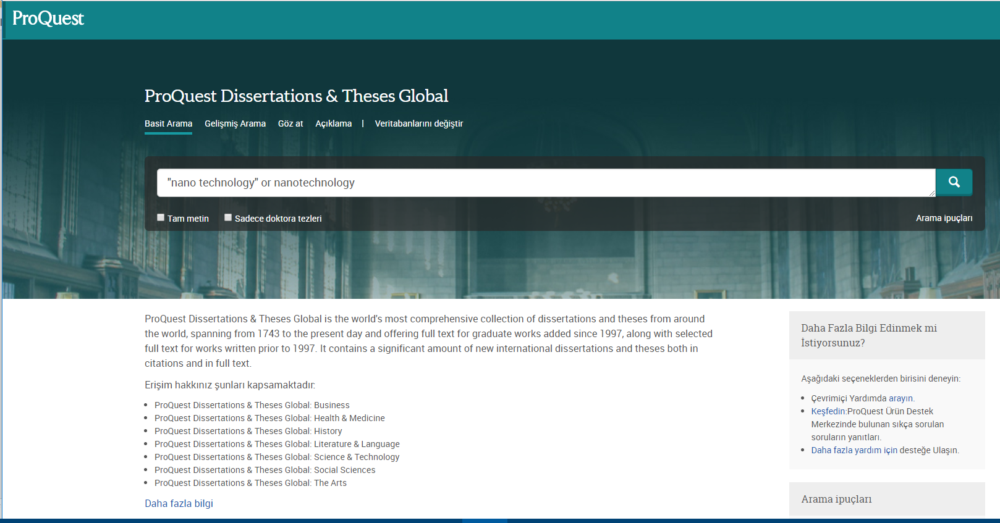 ProQuest
ProQuest Dissertations & Theses Global
Basit Arama Gelişmiş Arama Göz at Açıklama | Veritabanlarını değiştir
"nano technology" or nanotechnology
Tam metin Sadece doktora tezleri Arama ipuçları
ProQuest Dissertations & Theses Global is the world's most comprehensive collection of dissertations and theses from around
the world, spanning from 1743 to the present day and offering full text for graduate works added since 1997, along with selected
full text for works written prior to 1997. It contains a significant amount of new international dissertations and theses both in
citations and in full text.
Erişim hakkınız şunları kapsamaktadır:
ProQuest Dissertations & Theses Global: Business
ProQuest Dissertations & Theses Global: Health & Medicine
ProQuest Dissertations & Theses Global: History
ProQuest Dissertations & Theses Global: Literature & Language
ProQuest Dissertations & Theses Global: Science & Technology
ProQuest Dissertations & Theses Global: Social Sciences
ProQuest Dissertations & Theses Global: The Arts
Daha fazla bilgi
Daha Fazla Bilgi Edinmek mi
İstiyorsunuz?
Aşağıdaki seçeneklerden birisini deneyin:
Çevrimiçi Yardımda arayın.
Keşfedin:ProQuest Ürün Destek
Merkezinde bulunan sıkça sorulan
soruların yanıtları.
Daha fazla yardım için desteğe Ulaşın.
Arama ipuçları